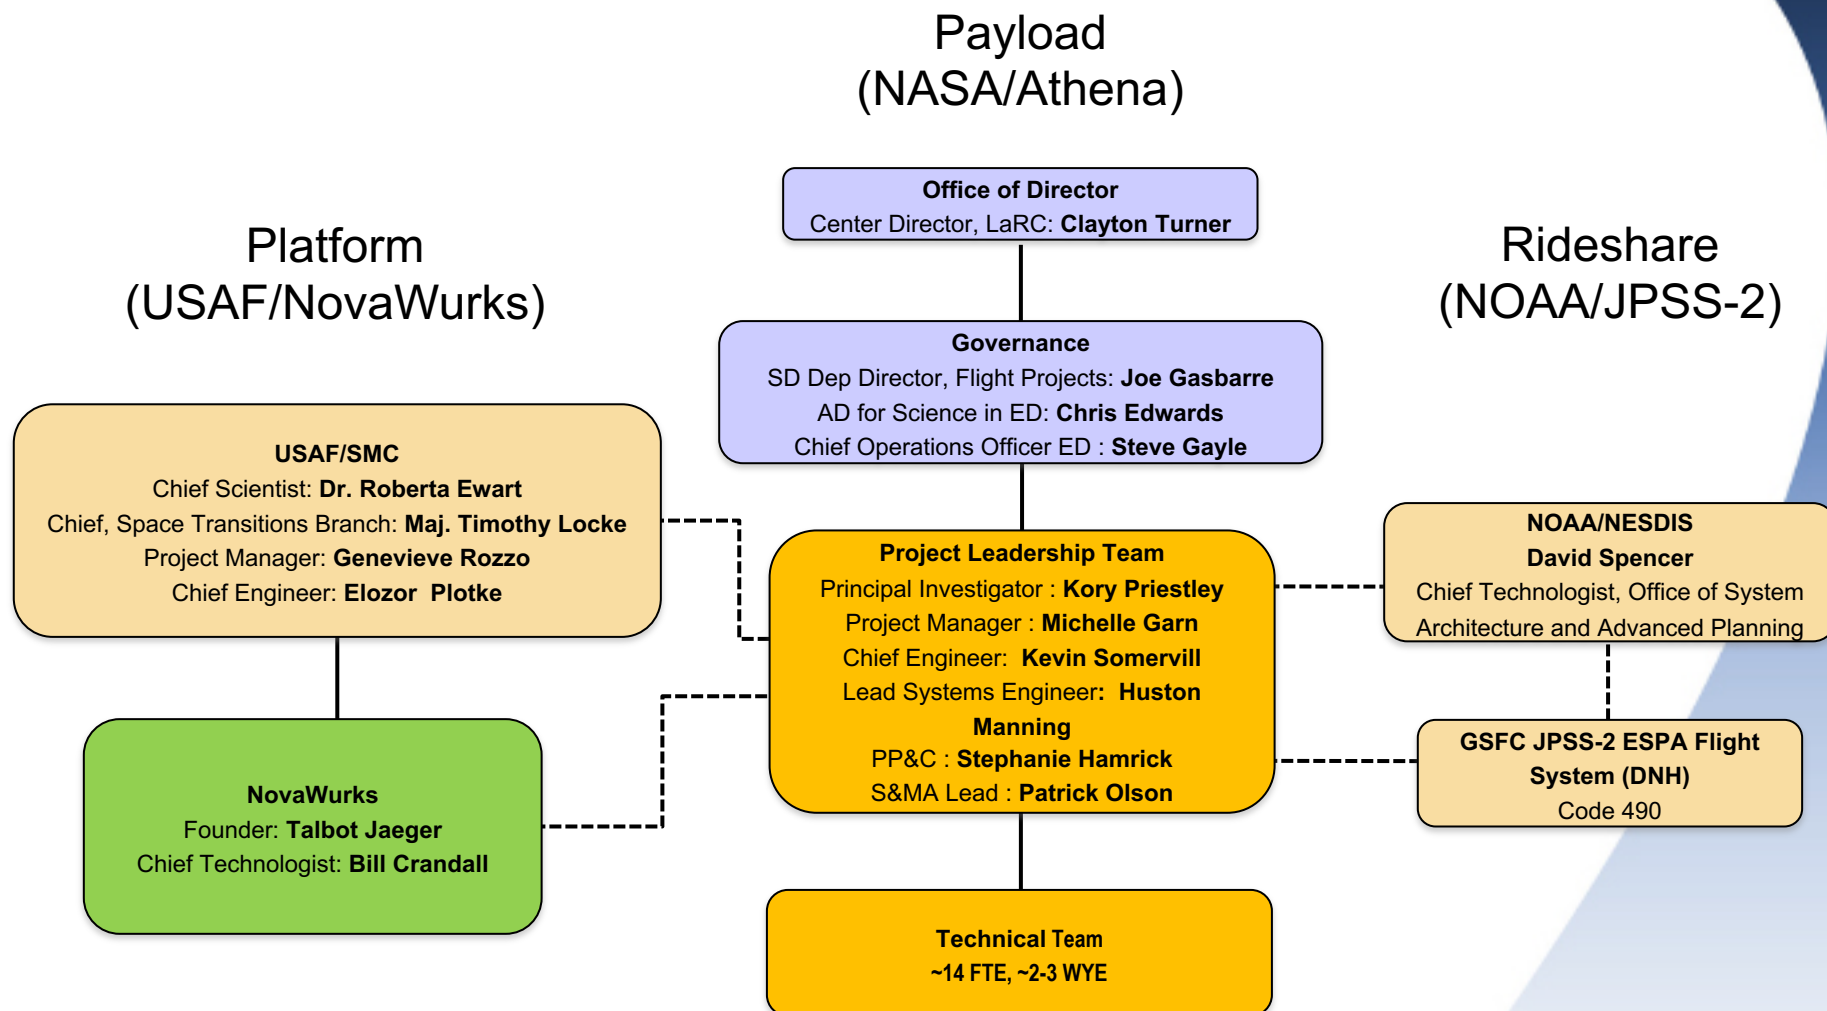 Payload
(NASA/Athena)
Office of Director
Center Director, LaRC: Clayton Turner
Platform
(USAF/NovaWurks)
Rideshare
(NOAA/JPSS-2)
Governance
SD Dep Director, Flight Projects: Joe Gasbarre
AD for Science in ED: Chris Edwards
Chief Operations Officer ED : Steve Gayle
USAF/SMC
Chief Scientist: Dr. Roberta Ewart
Chief, Space Transitions Branch: Maj. Timothy Locke
Project Manager: Genevieve Rozzo
Chief Engineer: Elozor Plotke
Project Leadership Team
Principal Investigator : Kory Priestley
Project Manager : Michelle Garn
Chief Engineer: Kevin Somervill
Lead Systems Engineer: Huston
Manning
PP&C : Stephanie Hamrick
S&MA Lead : Patrick Olson
NOAA/NESDIS
David Spencer
Chief Technologist, Office of System
Architecture and Advanced Planning
NovaWurks
Founder: Talbot Jaeger
Chief Technologist: Bill Crandall
GSFC JPSS-2 ESPA Flight
System (DNH)
Code 490
Technical Team
~14 FTE, ~2-3 WYE